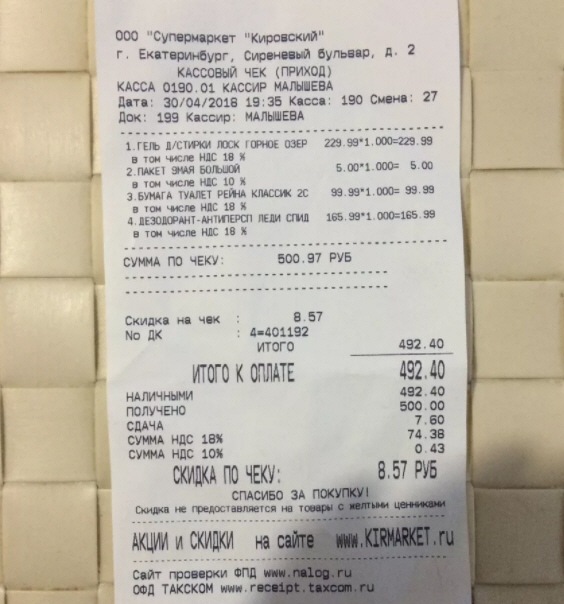 ООО "Супермаркет "Кировский"
г. Екатеринбург, Сиреневый бульвар, д. 2
КАССОВЫЙ ЧЕК (ПРИХОД)
КАССА 0190.01 КАССИР МАЛЫШЕВА
Дата: 30/04/2018 19:35 Касса: 190 Смена: 27
Док: 199 Кассир: МАЛЫШЕВА
1.ГЕЛЬ Д/СТИРКИ ЛОСК ГОРНОЕ ОЗЕР 229.99*1.000=229.99
в том числе НДС 18 %
2.ПАКЕТ 9МАЯ БОЛЬШОЙ 5.00*1.000= 5.00
в том числе НДС 10 %
3.БУМАГА ТУАЛЕТ РЕЙНА КЛАССИК 2С 99.99*1.000= 99.99
в том числе НДС 18 %
4.ДЕЗОДОРАНТ-АНТИПЕРСП ЛЕДИ СПИД 165.99*1.000=165.99
в том числе НДС 18 %
СУММА ПО ЧЕКУ: 500.97 РУБ
Скидка на чек : 8.57
No ДК : 4=401192
ИТОГО 492.40
ИТОГО К ОПЛАТЕ 492.40
НАЛИЧНЫМИ 492.40
ПОЛУЧЕНО 500.00
СДАЧА 7.60
СУММА НДС 18% 74.38
СУММА НДС 10% 0.43
СКИДКА ПО ЧЕКУ: 8.57 РУБ
СПАСИБО ЗА ПОКУПКУ!
Скидка не предоставляется на товары с желтыми ценниками
АКЦИИ и СКИДКИ на сайте www.KIRMARKET.ru
Сайт проверки ФПД www.nalog.ru
ОФД ТАКСКОМ www.receipt.taxcom.ru